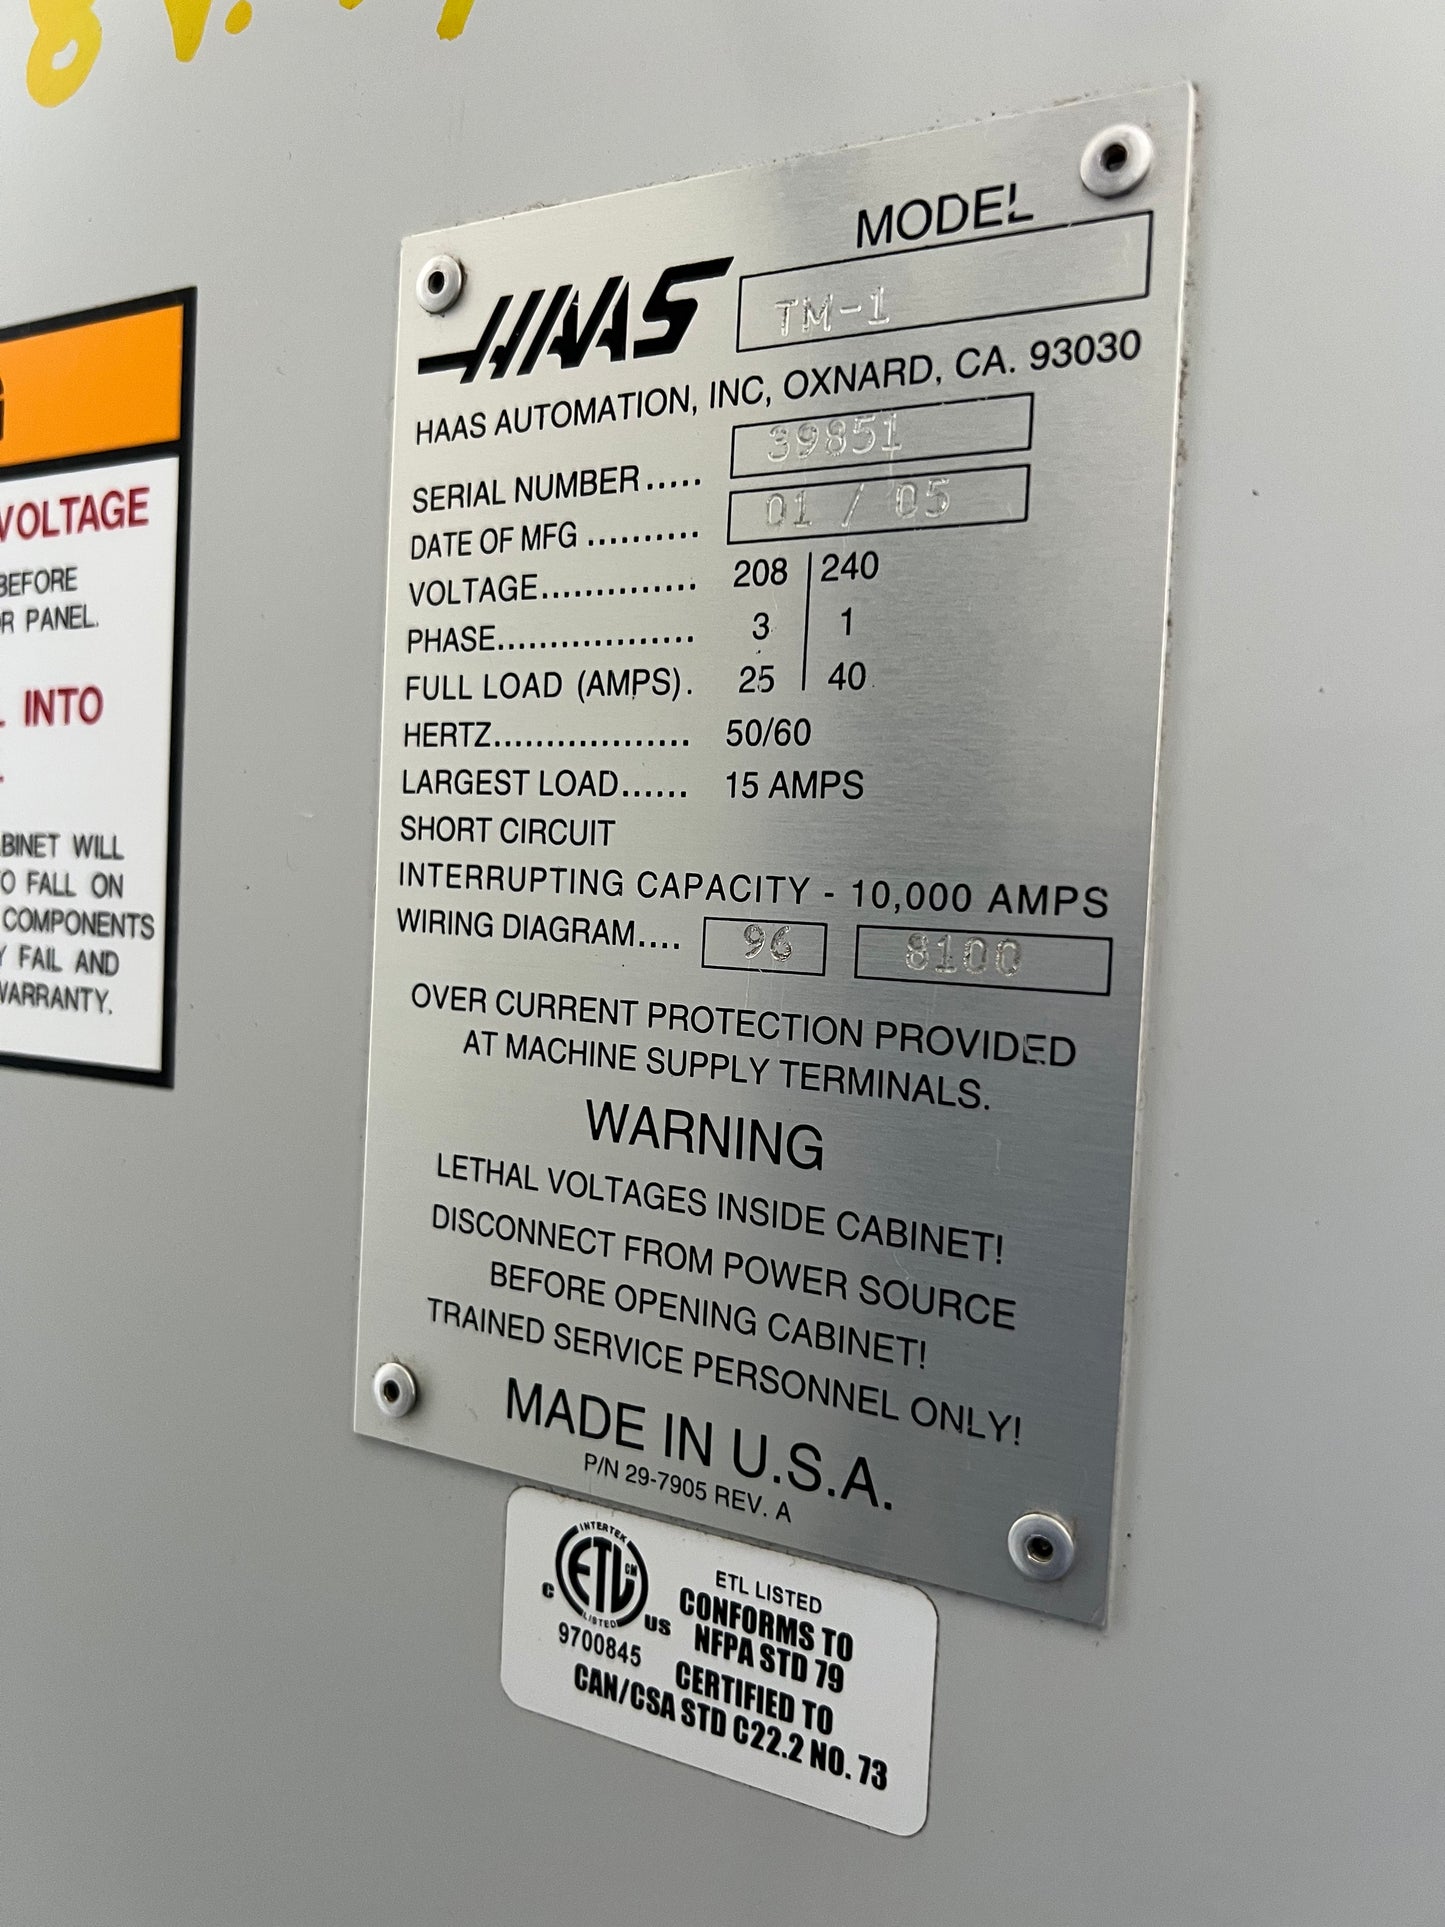 VOLTAGE
BEFORE
PANEL.
INTO
WILL
FALL ON
COMPONENTS
FAIL AND
WARRANTY.
HAAS
MODEL
TM-1
HAAS AUTOMATION, INC, OXNARD, CA. 93030
SERIAL NUMBER..... 39851
DATE OF MFG .......... 01 / 05
VOLTAGE............... 208 | 240
PHASE................... 3 | 1
FULL LOAD (AMPS). 25 | 40
HERTZ................... 50/60
LARGEST LOAD...... 15 AMPS
SHORT CIRCUIT
INTERRUPTING CAPACITY - 10,000 AMPS
WIRING DIAGRAM.... 96 8100
OVER CURRENT PROTECTION PROVIDED
AT MACHINE SUPPLY TERMINALS.
WARNING
LETHAL VOLTAGES INSIDE CABINET!
DISCONNECT FROM POWER SOURCE
BEFORE OPENING CABINET!
TRAINED SERVICE PERSONNEL ONLY!
MADE IN U.S.A.
P/N 29-7905 REV. A
INTERTEK
ETL CM
LISTED
C US
9700845
ETL LISTED
CONFORMS TO
NFPA STD 79
CERTIFIED TO
CAN/CSA STD C22.2 NO. 73